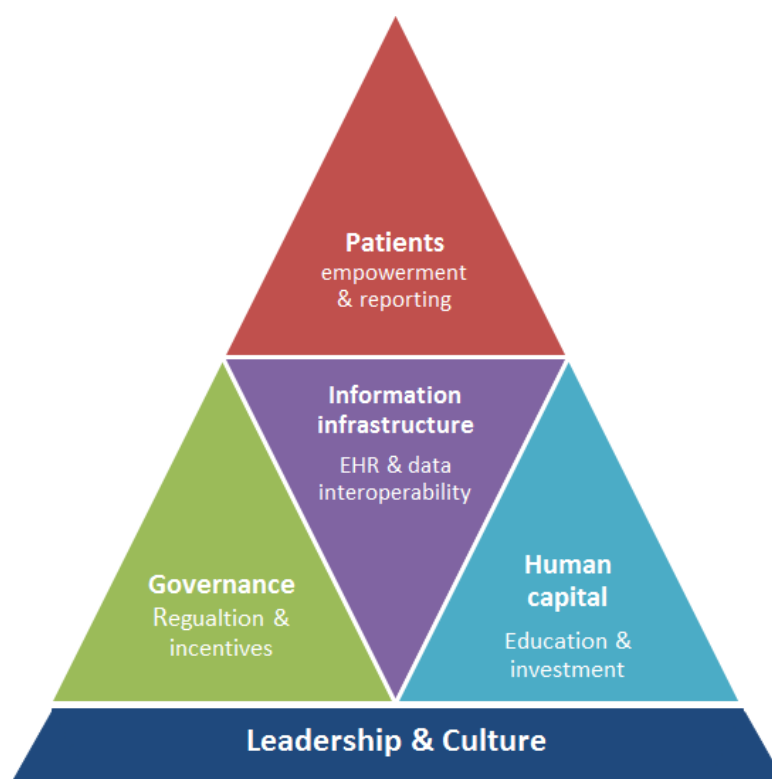 Patients
empowerment
& reporting
Information
infrastructure
EHR & data
interoperability
Governance
Regualtion &
incentives
Human
capital
Education &
investment
Leadership & Culture